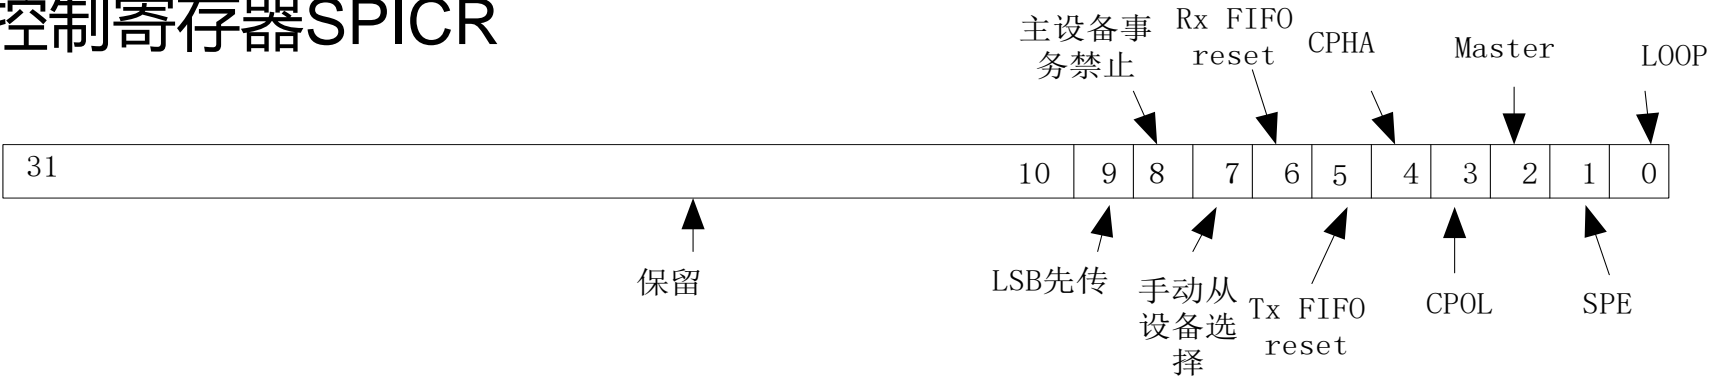 控制寄存器SPICR
主设备事
务禁止
Rx FIFO
reset
CPHA
Master
LOOP
31 10 9 8 7 6 5 4 3 2 1 0
保留
LSB先传
手动从
设备选
择
Tx FIFO
reset
CPOL
SPE